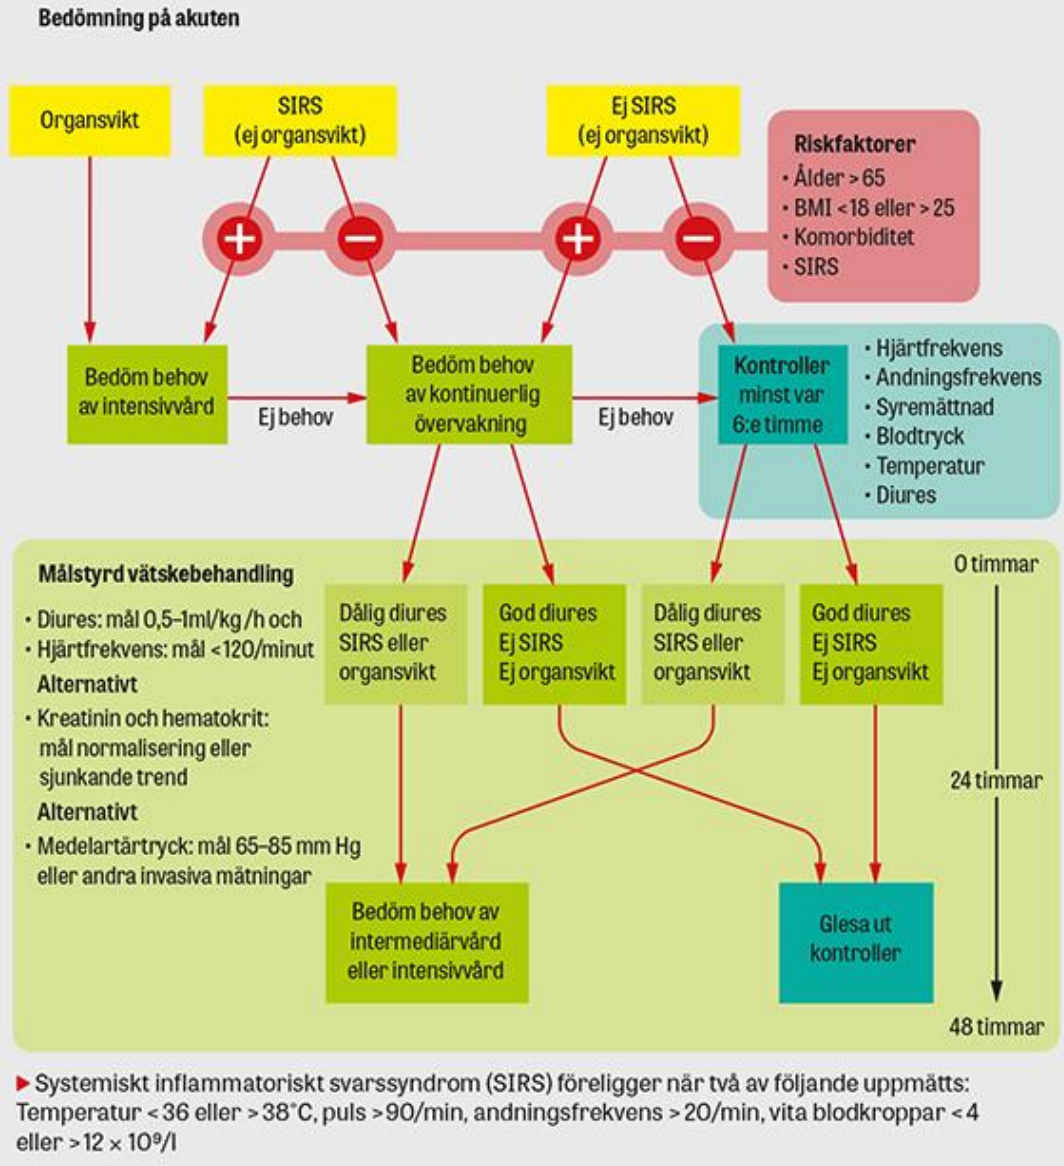 Bedömning på akuten
Organsvikt
SIRS
(ej organsvikt)
Ej SIRS
(ej organsvikt)
Riskfaktorer
• Ålder > 65
• BMI < 18 eller > 25
• Komorbiditet
• SIRS
+
−
+
−
Bedöm behov
av intensivvård
Ej behov
Bedöm behov
av kontinuerlig
övervakning
Ej behov
Kontroller
minst var
6:e timme
• Hjärtfrekvens
• Andningsfrekvens
• Syremättnad
• Blodtryck
• Temperatur
• Diures
Målstyrd vätskebehandling
• Diures: mål 0,5–1ml/kg/h och
• Hjärtfrekvens: mål <120/minut
Alternativt
• Kreatinin och hematokrit:
mål normalisering eller
sjunkande trend
Alternativt
• Medelartärtryck: mål 65–85 mm Hg
eller andra invasiva mätningar
Dålig diures
SIRS eller
organsvikt
God diures
Ej SIRS
Ej organsvikt
Dålig diures
SIRS eller
organsvikt
God diures
Ej SIRS
Ej organsvikt
0 timmar
24 timmar
48 timmar
Bedöm behov av
intermediärvård
eller intensivvård
Glesa ut
kontroller
▶ Systemiskt inflammatoriskt svarssyndrom (SIRS) föreligger när två av följande uppmätts:
Temperatur < 36 eller > 38°C, puls > 90/min, andningsfrekvens > 20/min, vita blodkroppar < 4
eller > 12 × 10⁹/l